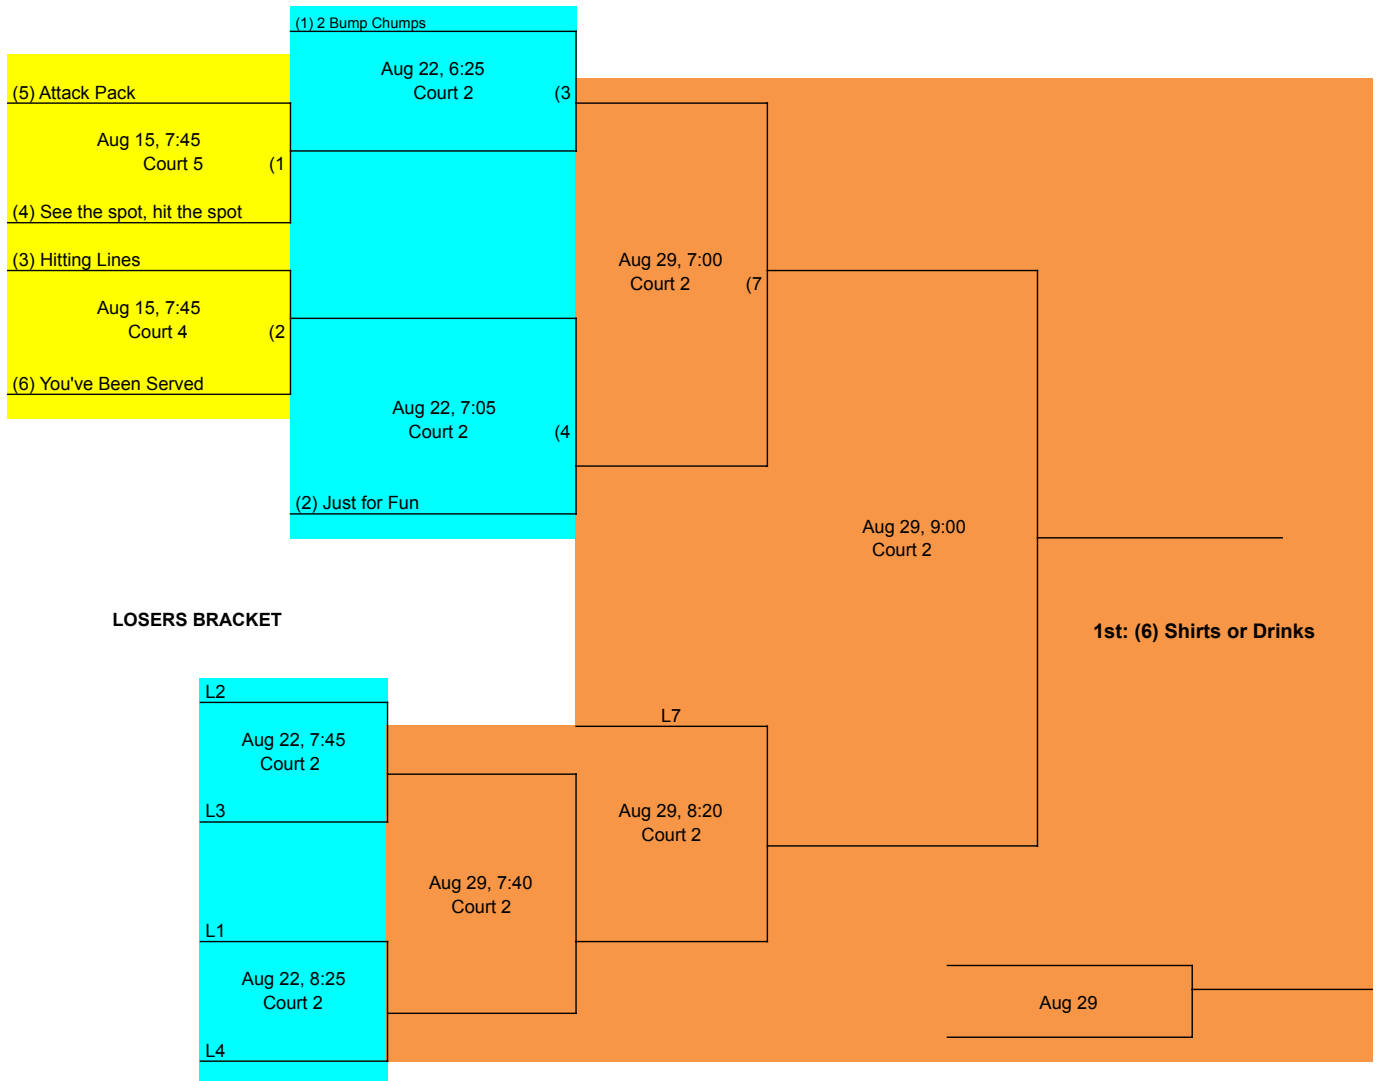 (1) 2 Bump Chumps
Aug 22, 6:25
Court 2 (3
(5) Attack Pack
Aug 15, 7:45
Court 5 (1
(4) See the spot, hit the spot
(3) Hitting Lines
Aug 29, 7:00
Court 2 (7
Aug 15, 7:45
Court 4 (2
(6) You've Been Served
Aug 22, 7:05
Court 2 (4
(2) Just for Fun
Aug 29, 9:00
Court 2
LOSERS BRACKET
1st: (6) Shirts or Drinks
L2
L7
Aug 22, 7:45
Court 2
L3
Aug 29, 8:20
Court 2
Aug 29, 7:40
Court 2
L1
Aug 22, 8:25
Court 2
Aug 29
L4